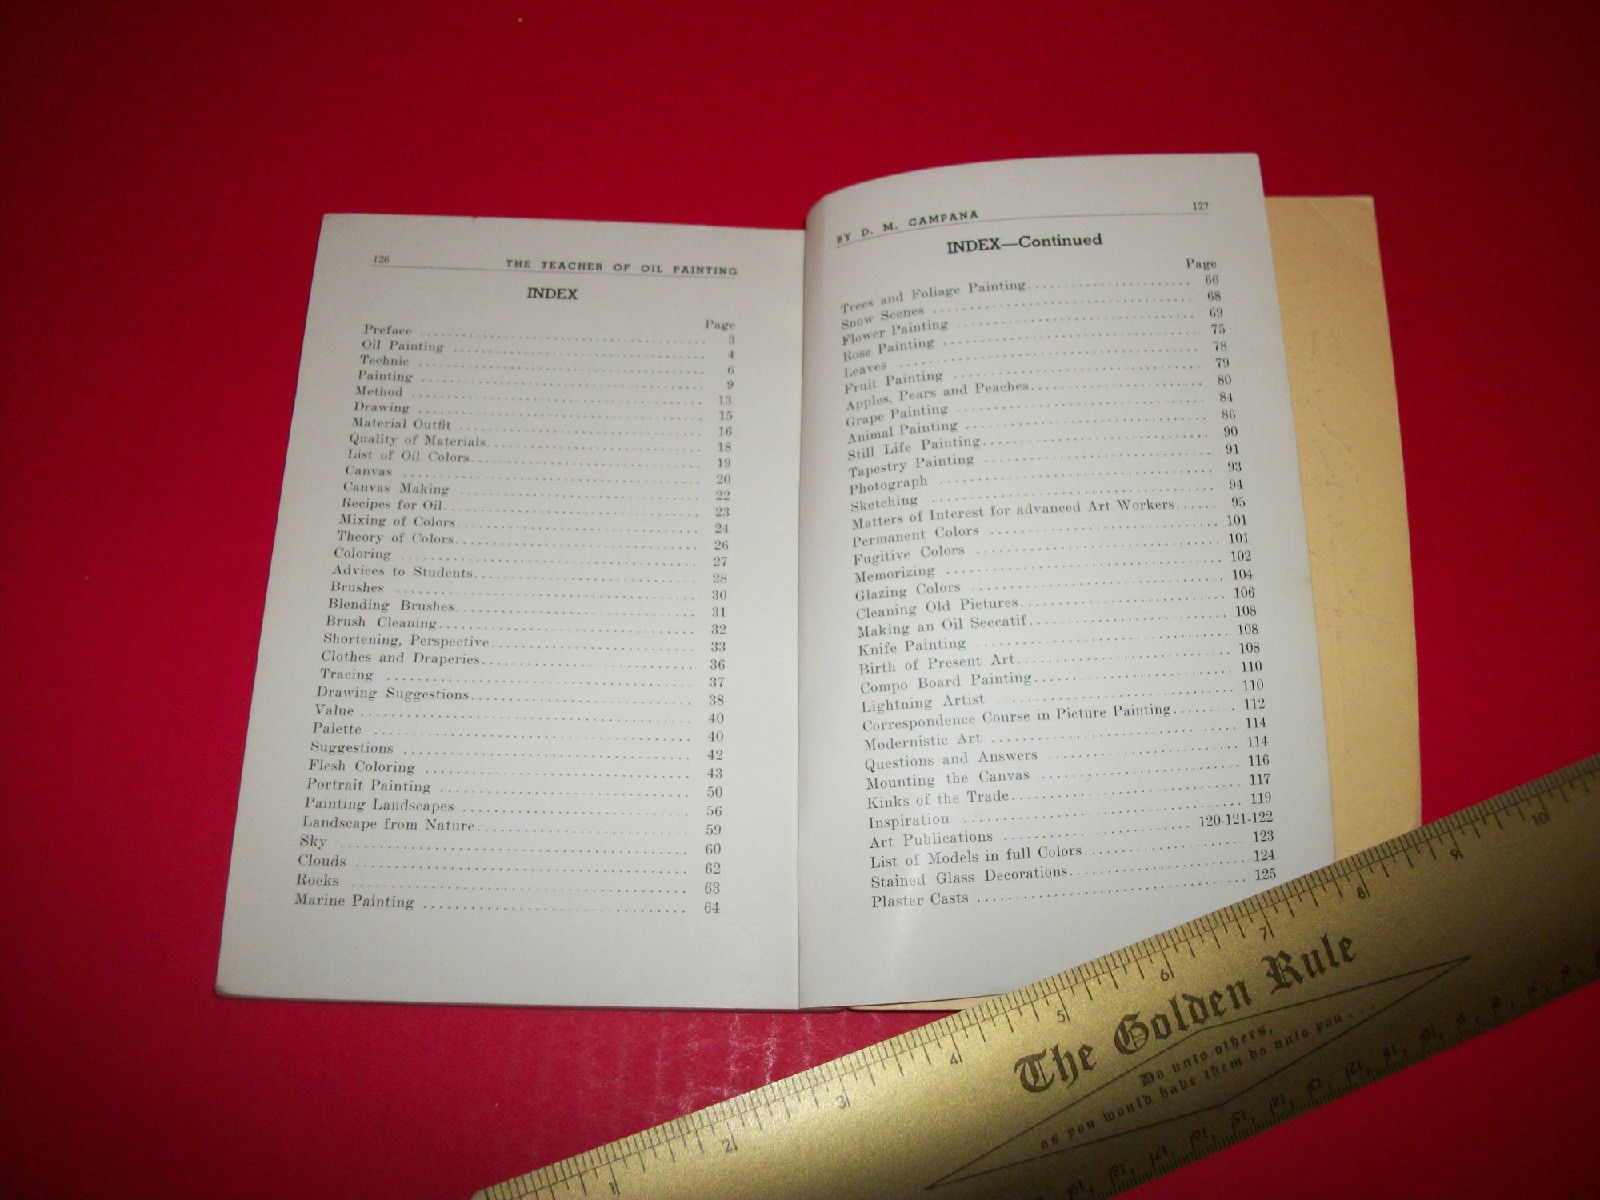 126 THE TEACHER OF OIL PAINTING
INDEX
Page
Preface 3
Oil Painting 4
Technic 6
Painting 9
Method 13
Drawing 15
Material Outfit 16
Quality of Materials 18
List of Oil Colors 19
Canvas 20
Canvas Making 22
Recipes for Oil 23
Mixing of Colors 24
Theory of Colors 26
Coloring 27
Advices to Students 28
Brushes 30
Blending Brushes 31
Brush Cleaning 32
Shortening, Perspective 33
Clothes and Draperies 36
Tracing 37
Drawing Suggestions 38
Value 40
Palette 40
Suggestions 42
Flesh Coloring 43
Portrait Painting 50
Painting Landscapes 56
Landscape from Nature 59
Sky 60
Clouds 62
Rocks 63
Marine Painting 64
BY D. M. CAMPANA 127
INDEX—Continued
Page
Trees and Foliage Painting 66
Snow Scenes 68
Flower Painting 69
Rose Painting 75
Leaves 78
Fruit Painting 79
Apples, Pears and Peaches 80
Grape Painting 84
Animal Painting 86
Still Life Painting 90
Tapestry Painting 91
Photograph 93
Sketching 94
Matters of Interest for advanced Art Workers 95
Permanent Colors 101
Fugitive Colors 101
Memorizing 102
Glazing Colors 104
Cleaning Old Pictures 106
Making an Oil Seccatif 108
Knife Painting 108
Birth of Present Art 108
Compo Board Painting 110
Lightning Artist 110
Correspondence Course in Picture Painting 112
Modernistic Art 114
Questions and Answers 114
Mounting the Canvas 116
Kinks of the Trade 117
Inspiration 119
Art Publications 120-121-122
List of Models in full Colors 123
Stained Glass Decorations 124
Plaster Casts 125
1 2 3 4 5 6 7 8 9 10
The Golden Rule
Do unto others,
as you would have them do unto you...